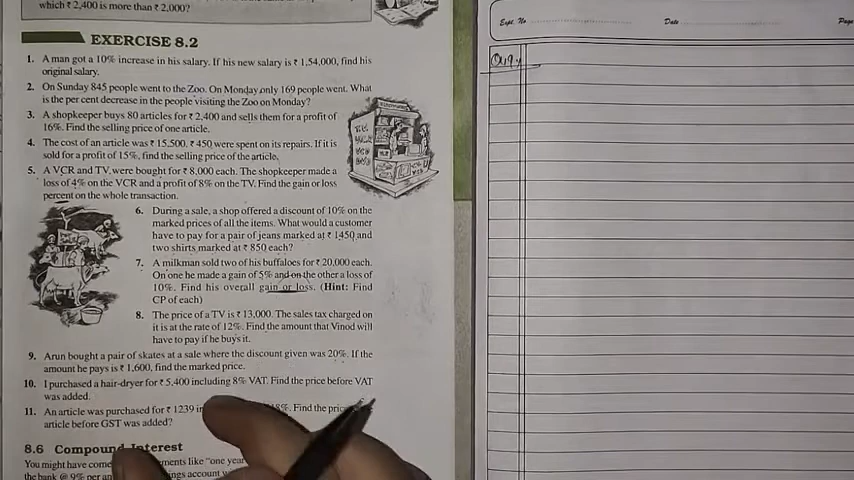 which ₹ 2,400 is more than ₹ 2,000?
EXERCISE 8.2
1. A man got a 10% increase in his salary. If his new salary is ₹ 1,54,000, find his
original salary.
2. On Sunday 845 people went to the Zoo. On Monday only 169 people went. What
is the per cent decrease in the people visiting the Zoo on Monday?
3. A shopkeeper buys 80 articles for ₹ 2,400 and sells them for a profit of
16%. Find the selling price of one article.
4. The cost of an article was ₹ 15,500. ₹ 450 were spent on its repairs. If it is
sold for a profit of 15%, find the selling price of the article.
5. A VCR and TV were bought for ₹ 8,000 each. The shopkeeper made a
loss of 4% on the VCR and a profit of 8% on the TV. Find the gain or loss
percent on the whole transaction.
6. During a sale, a shop offered a discount of 10% on the
marked prices of all the items. What would a customer
have to pay for a pair of jeans marked at ₹ 1450 and
two shirts marked at ₹ 850 each?
7. A milkman sold two of his buffaloes for ₹ 20,000 each.
On one he made a gain of 5% and on the other a loss of
10%. Find his overall gain or loss. (Hint: Find
CP of each)
8. The price of a TV is ₹ 13,000. The sales tax charged on
it is at the rate of 12%. Find the amount that Vinod will
have to pay if he buys it.
9. Arun bought a pair of skates at a sale where the discount given was 20%. If the
amount he pays is ₹ 1,600, find the marked price.
10. I purchased a hair-dryer for ₹ 5,400 including 8% VAT. Find the price before VAT
was added.
11. An article was purchased for ₹ 1239 in 18%. Find the
article before GST was added?
8.6 Compound Interest
You might have come ments like "one year
the bank @ 9% per an ings account
Expt. No
Date
Page